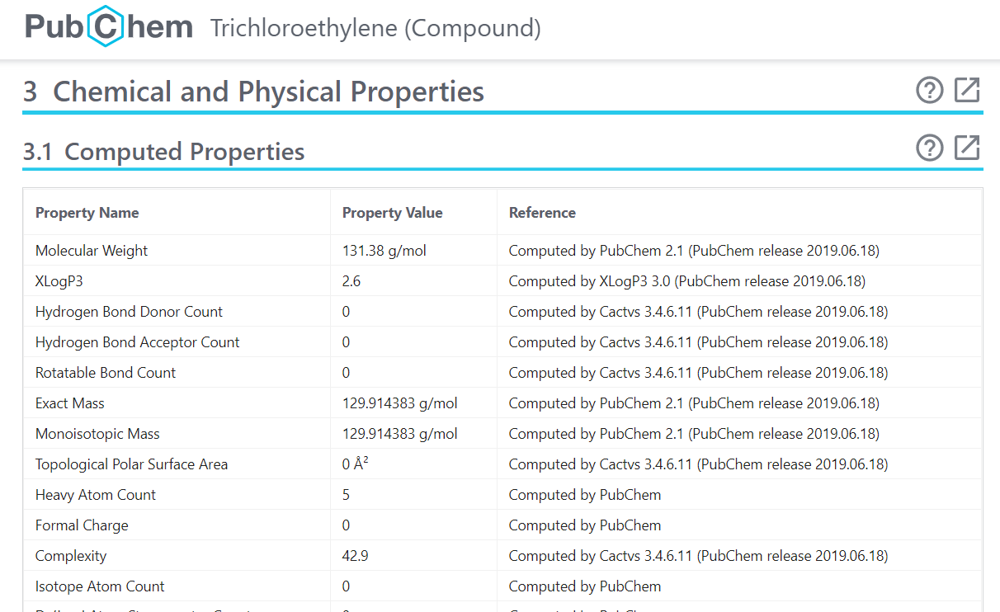 PubChem Trichloroethylene (Compound)
3 Chemical and Physical Properties
3.1 Computed Properties
Property Name Property Value Reference
Molecular Weight 131.38 g/mol Computed by PubChem 2.1 (PubChem release 2019.06.18)
XLogP3 2.6 Computed by XLogP3 3.0 (PubChem release 2019.06.18)
Hydrogen Bond Donor Count 0 Computed by Cactvs 3.4.6.11 (PubChem release 2019.06.18)
Hydrogen Bond Acceptor Count 0 Computed by Cactvs 3.4.6.11 (PubChem release 2019.06.18)
Rotatable Bond Count 0 Computed by Cactvs 3.4.6.11 (PubChem release 2019.06.18)
Exact Mass 129.914383 g/mol Computed by PubChem 2.1 (PubChem release 2019.06.18)
Monoisotopic Mass 129.914383 g/mol Computed by PubChem 2.1 (PubChem release 2019.06.18)
Topological Polar Surface Area 0 Å² Computed by Cactvs 3.4.6.11 (PubChem release 2019.06.18)
Heavy Atom Count 5 Computed by PubChem
Formal Charge 0 Computed by PubChem
Complexity 42.9 Computed by Cactvs 3.4.6.11 (PubChem release 2019.06.18)
Isotope Atom Count 0 Computed by PubChem